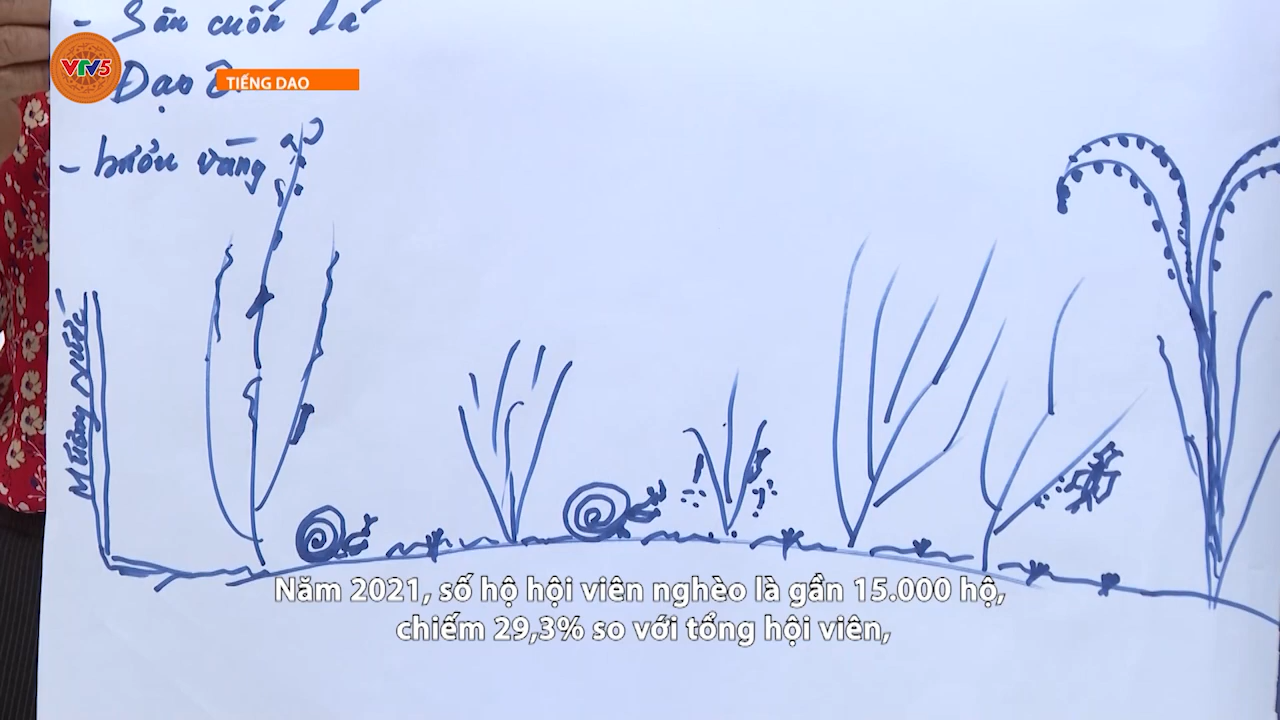 - Sâu cuốn lá
VTV5
TIẾNG DAO
Đạo Ô
- bướu vàng
Mương Nước
Năm 2021, số hộ hội viên nghèo là gần 15.000 hộ,
chiếm 29,3% so với tổng hội viên,